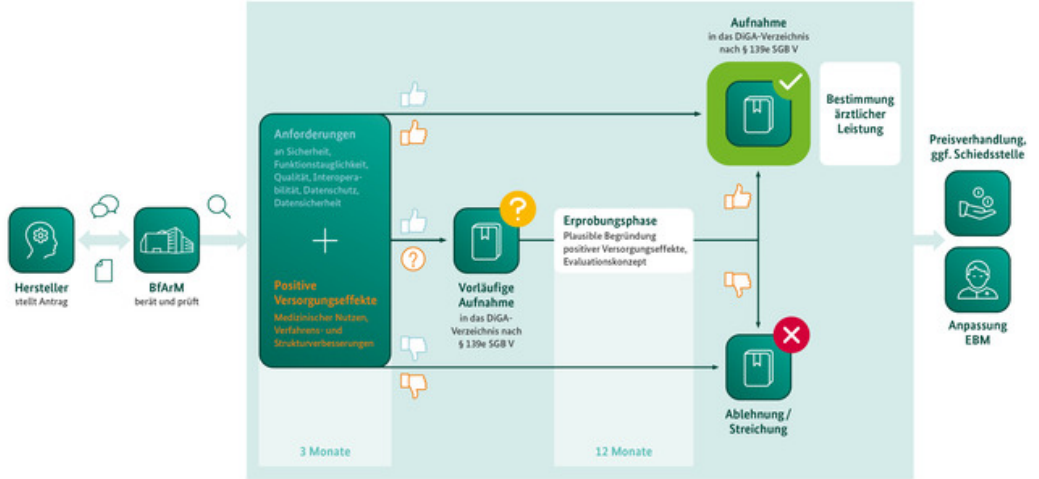 Hersteller
stellt Antrag
BfArM
berät und prüft
Anforderungen
an Sicherheit,
Funktionstauglichkeit,
Qualität, Interopera-
bilität, Datenschutz,
Datensicherheit
+
Positive
Versorgungseffekte
Medizinischer Nutzen,
Verfahrens- und
Strukturverbesserungen
3 Monate
?
?
Vorläufige
Aufnahme
in das DiGA-
Verzeichnis nach
§ 139e SGB V
Erprobungsphase
Plausible Begründung
positiver Versorgungseffekte,
Evaluationskonzept
12 Monate
Aufnahme
in das DiGA-Verzeichnis
nach § 139e SGB V
Bestimmung
ärztlicher
Leistung
Ablehnung /
Streichung
Preisverhandlung,
ggf. Schiedsstelle
Anpassung
EBM